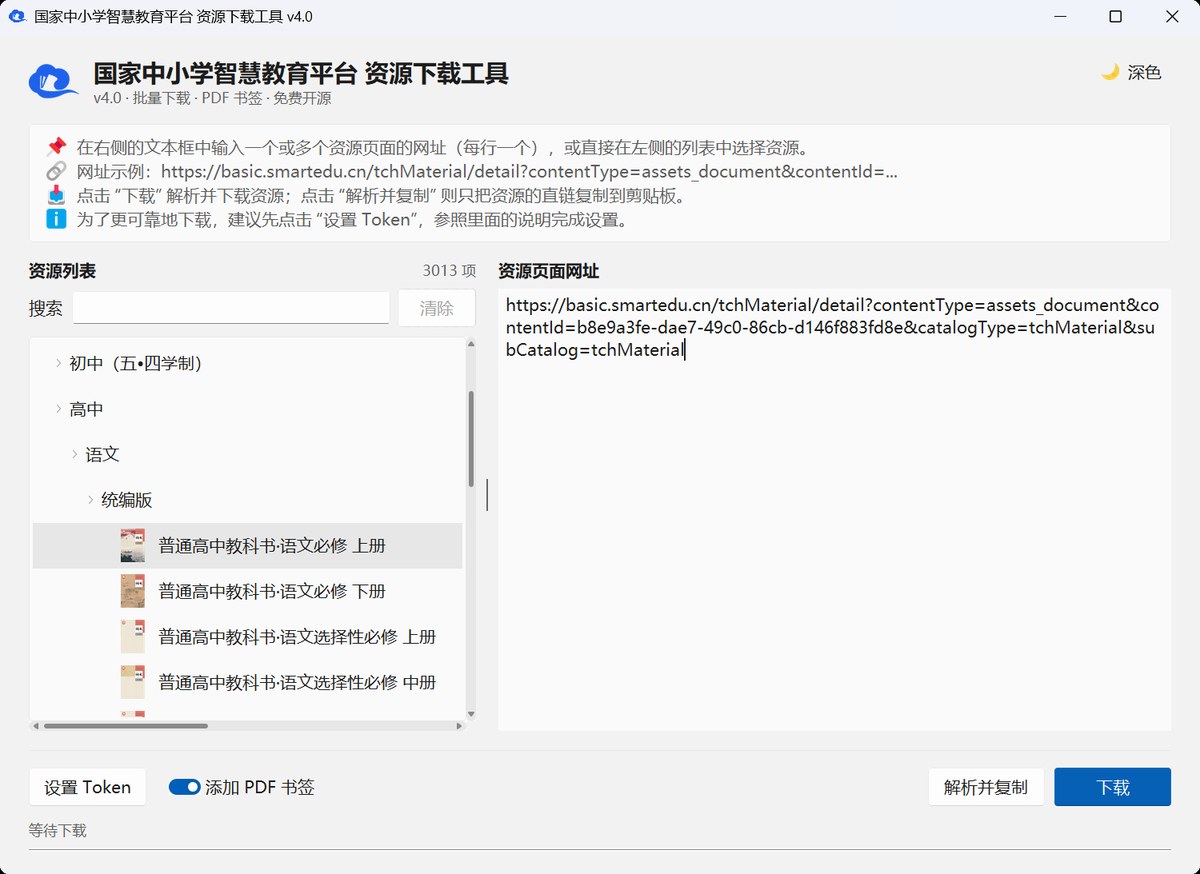 国家中小学智慧教育平台 资源下载工具 v4.0
国家中小学智慧教育平台 资源下载工具
深色
v4.0 · 批量下载 · PDF 书签 · 免费开源
在右侧的文本框中输入一个或多个资源页面的网址（每行一个），或直接在左侧的列表中选择资源。
网址示例：https://basic.smartedu.cn/tchMaterial/detail?contentType=assets_document&contentId=...
点击 “下载” 解析并下载资源；点击 “解析并复制” 则只把资源的直链复制到剪贴板。
为了更可靠地下载，建议先点击 “设置 Token”，参照里面的说明完成设置。
资源列表
3013 项
搜索
清除
初中（五•四学制）
高中
语文
统编版
普通高中教科书·语文必修 上册
普通高中教科书·语文必修 下册
普通高中教科书·语文选择性必修 上册
普通高中教科书·语文选择性必修 中册
资源页面网址
https://basic.smartedu.cn/tchMaterial/detail?contentType=assets_document&co
ntentId=b8e9a3fe-dae7-49c0-86cb-d146f883fd8e&catalogType=tchMaterial&su
bCatalog=tchMaterial
设置 Token
添加 PDF 书签
解析并复制
下载
等待下载